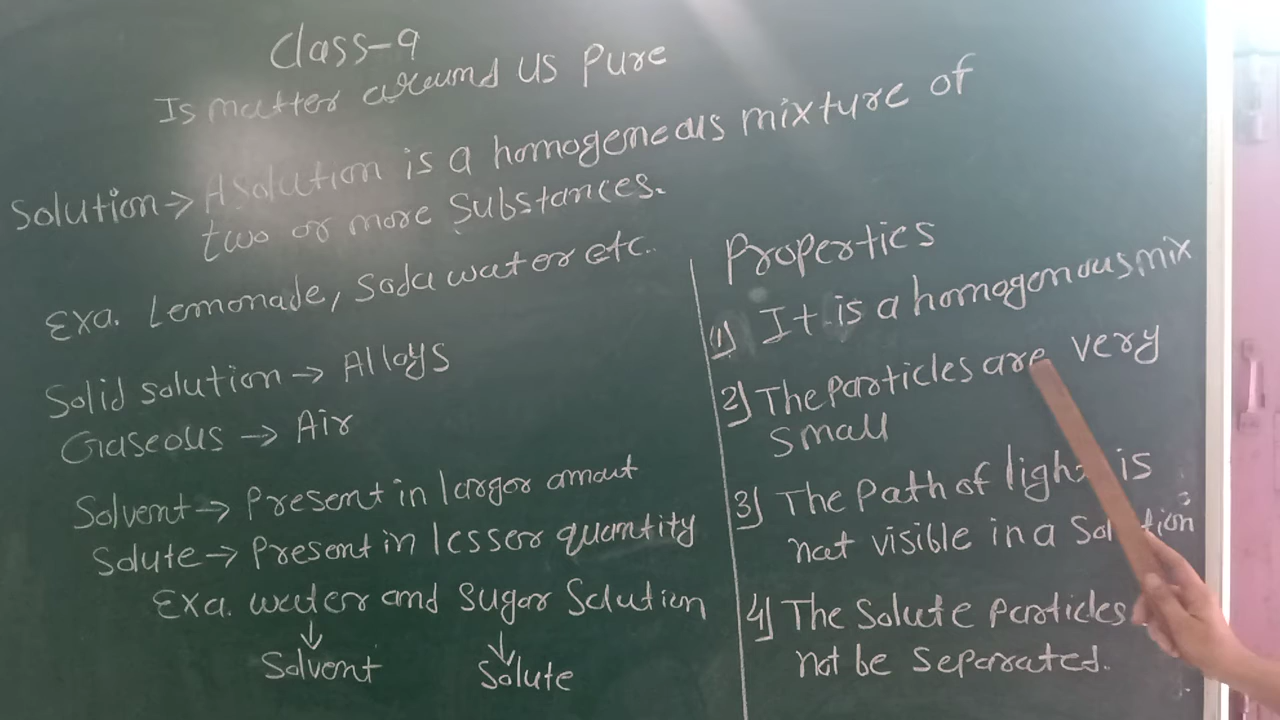 Class-9
Is matter around us Pure
Solution → A solution is a homogeneous mixture of
two or more Substances.
Exa. Lemonade, Soda water etc.
Solid solution → Alloys
Gaseous → Air
Solvent → Present in larger amout
Solute → Present in lesser quantity
Exa. water and sugar Solution
Solvent Solute
Properties
1) It is a homogenous mix
2) The particles are very
small
3) The Path of light is
not visible in a Solution
4) The Solute particles
not be separated.